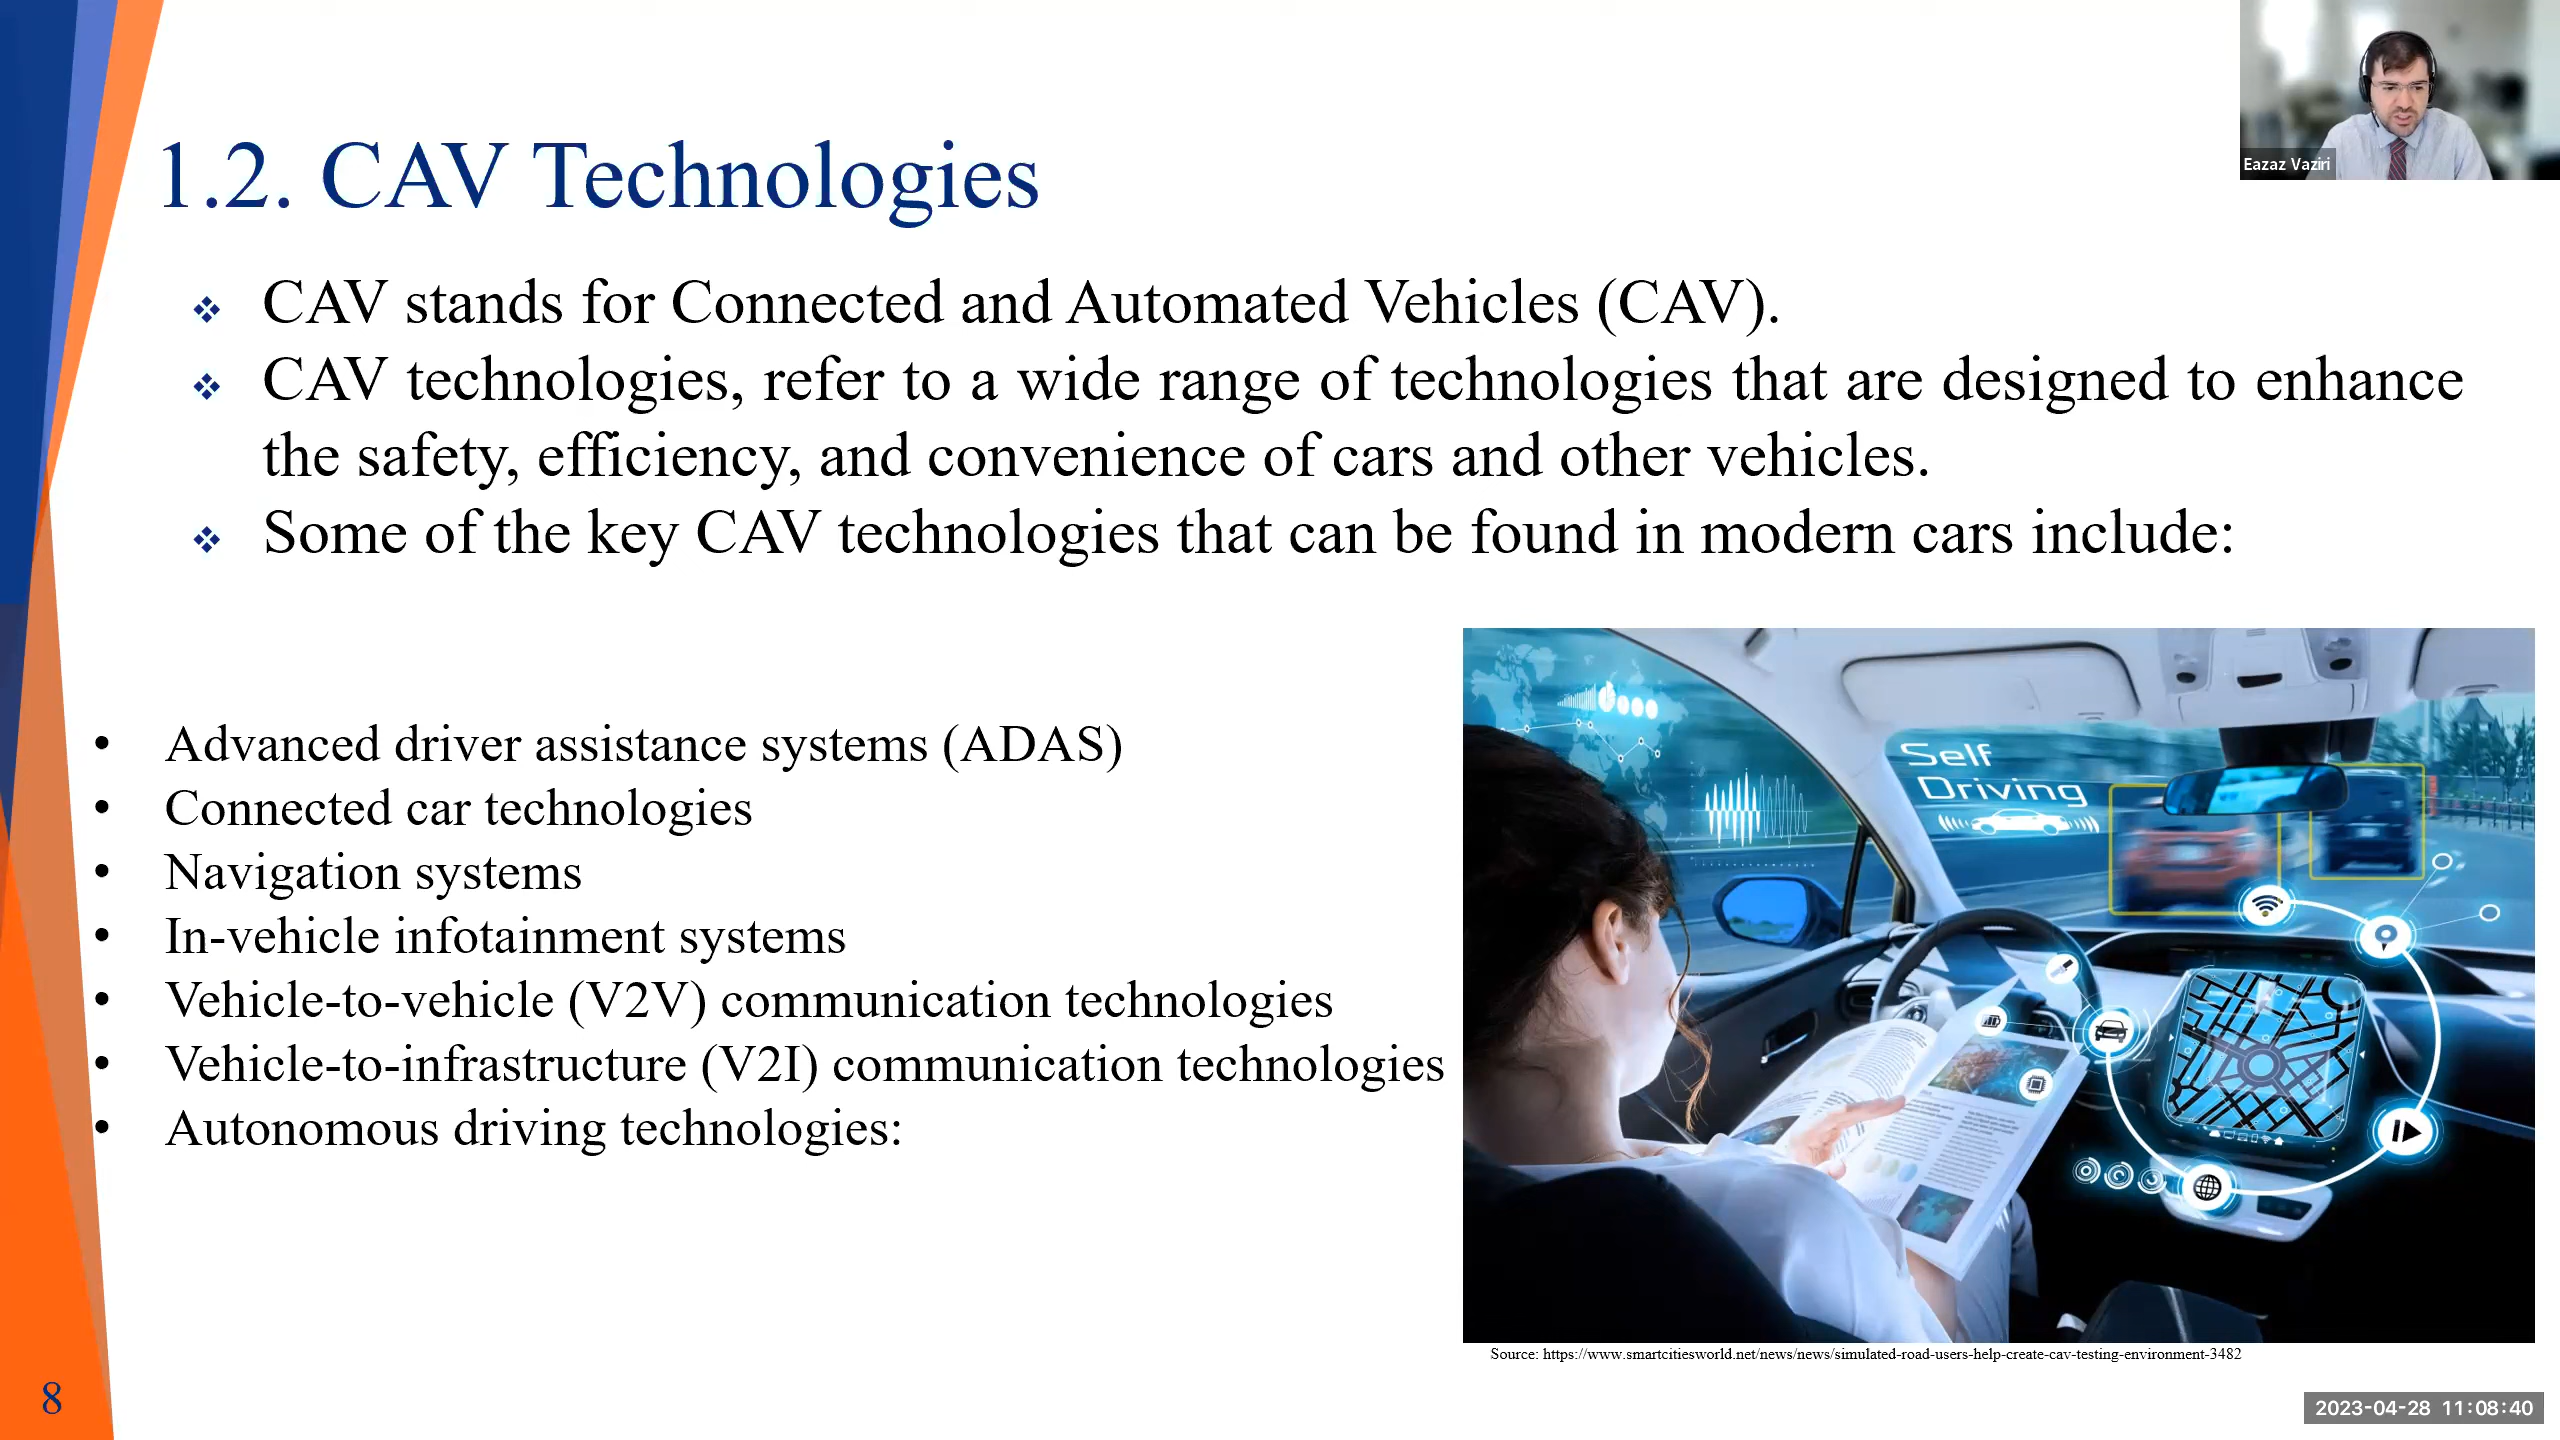 Eazaz Vaziri
1.2. CAV Technologies
❖ CAV stands for Connected and Automated Vehicles (CAV).
❖ CAV technologies, refer to a wide range of technologies that are designed to enhance
the safety, efficiency, and convenience of cars and other vehicles.
❖ Some of the key CAV technologies that can be found in modern cars include:
• Advanced driver assistance systems (ADAS)
• Connected car technologies
• Navigation systems
• In-vehicle infotainment systems
• Vehicle-to-vehicle (V2V) communication technologies
• Vehicle-to-infrastructure (V2I) communication technologies
• Autonomous driving technologies:
Self
Driving
Source: https://www.smartcitiesworld.net/news/news/simulated-road-users-help-create-cav-testing-environment-3482
8
2023-04-28 11:08:40